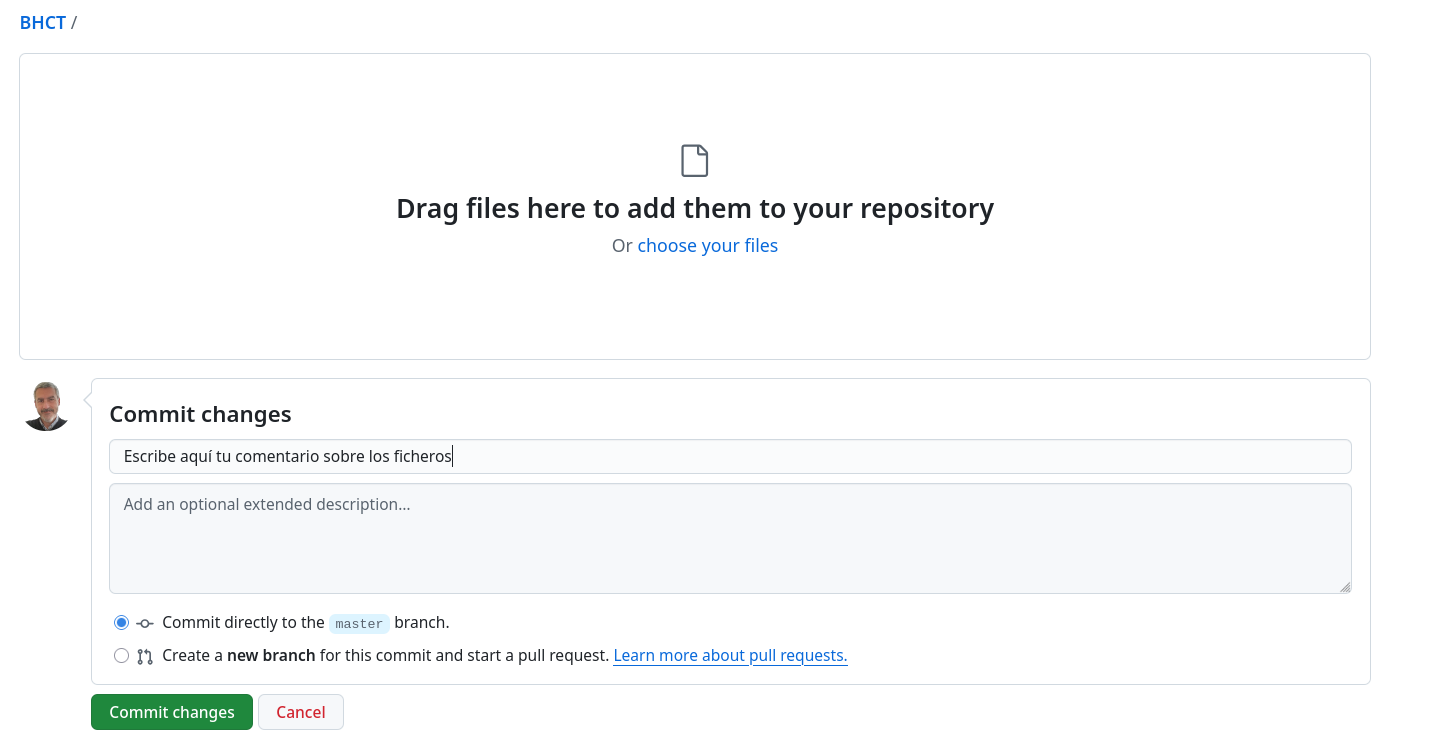 BHCT /
Drag files here to add them to your repository
Or choose your files
Commit changes
Escribe aquí tu comentario sobre los ficheros
Add an optional extended description...
Commit directly to the master branch.
Create a new branch for this commit and start a pull request. Learn more about pull requests.
Commit changes Cancel